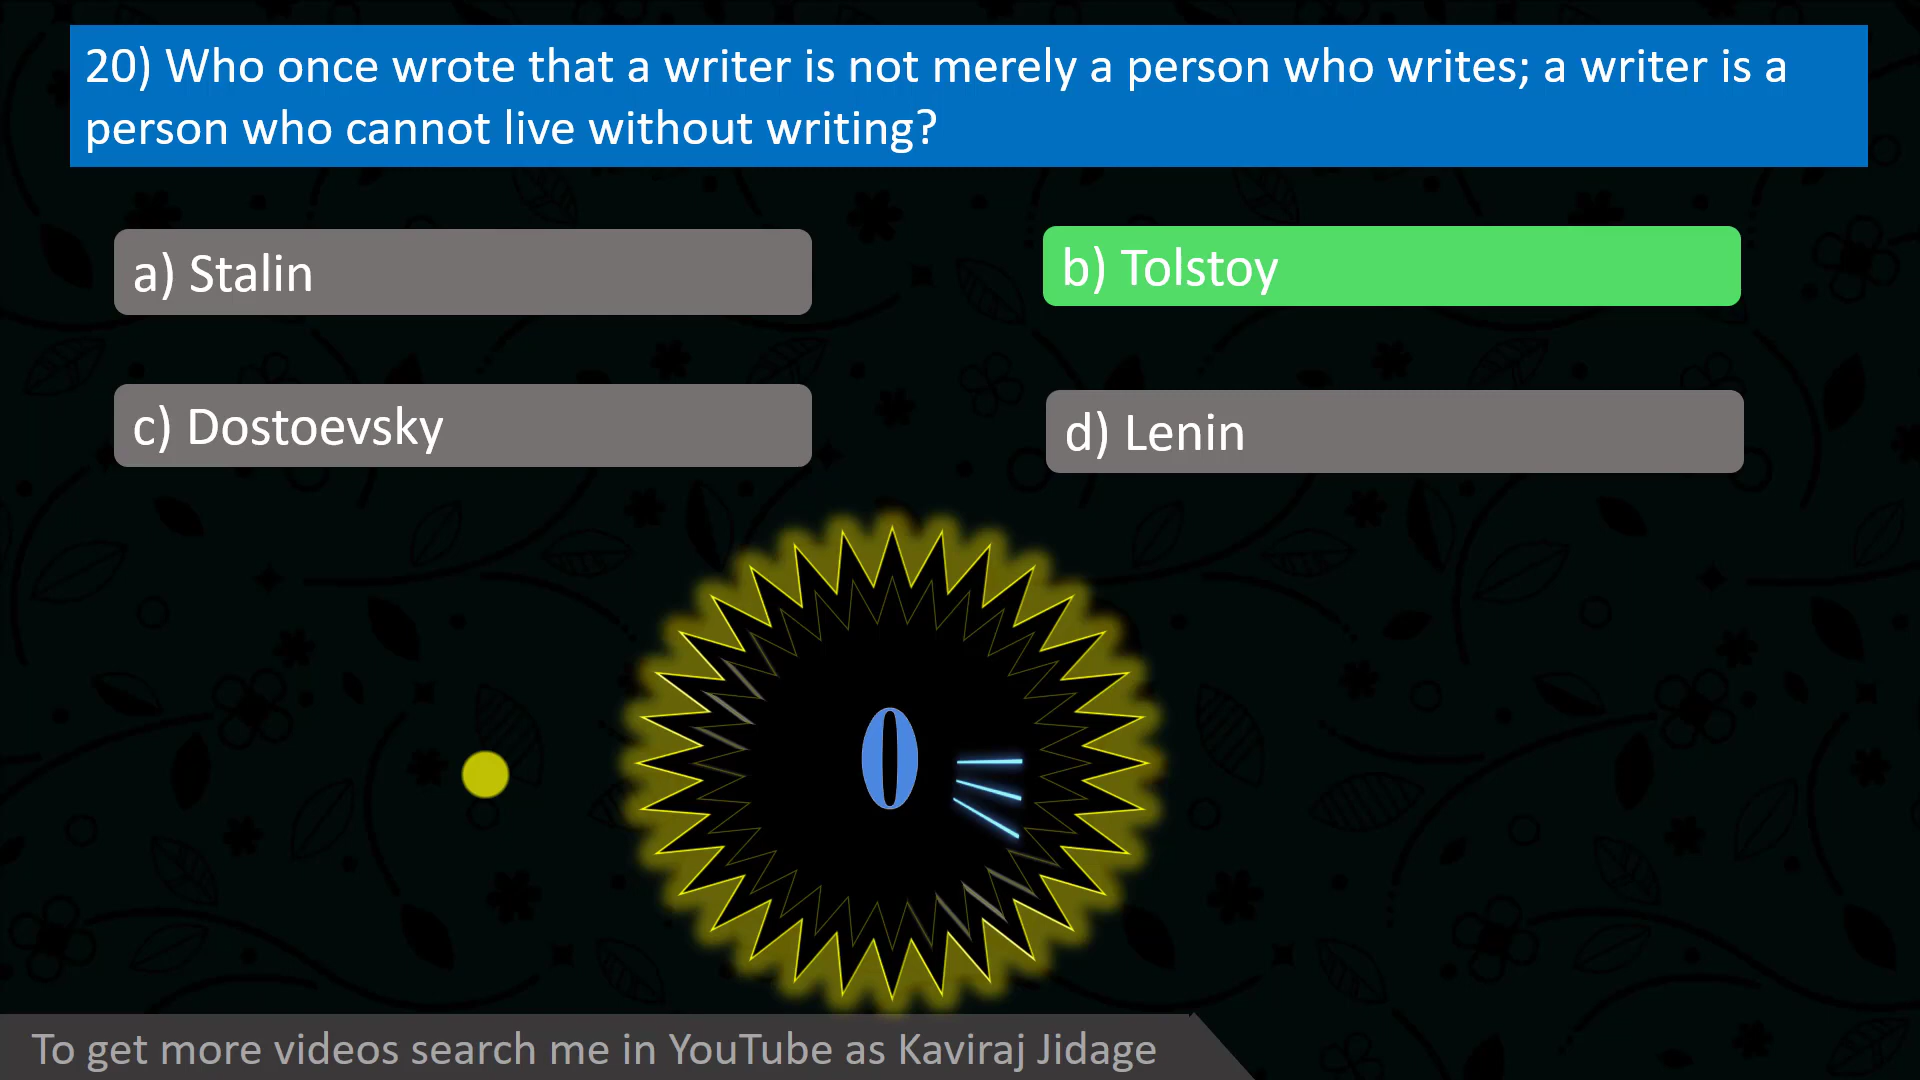 20) Who once wrote that a writer is not merely a person who writes; a writer is a
person who cannot live without writing?
a) Stalin
b) Tolstoy
c) Dostoevsky
d) Lenin
0
To get more videos search me in YouTube as Kaviraj Jidage